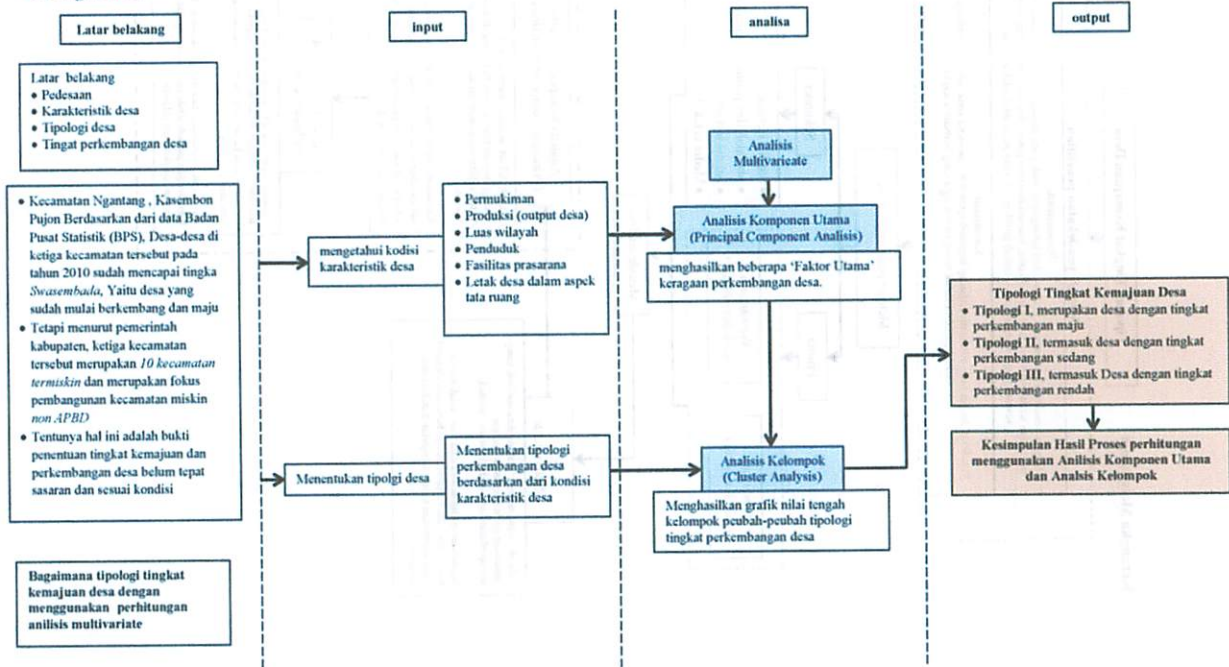 Latar belakang
input
analisa
output
Latar belakang
• Pedesaan
• Karakteristik desa
• Tipologi desa
• Tingat perkembangan desa
• Kecamatan Ngantang , Kasembon
Pujon Berdasarkan dari data Badan
Pusat Statistik (BPS), Desa-desa di
ketiga kecamatan tersebut pada
tahun 2010 sudah mencapai tingka
Swasembada, Yaitu desa yang
sudah mulai berkembang dan maju
• Tetapi menurut pemerintah
kabupaten, ketiga kecamatan
tersebut merupakan 10 kecamatan
termiskin dan merupakan fokus
pembangunan kecamatan miskin
non APBD
• Tentunya hal ini adalah bukti
penentuan tingkat kemajuan dan
perkembangan desa belum tepat
sasaran dan sesuai kondisi
Bagaimana tipologi tingkat
kemajuan desa dengan
menggunakan perhitungan
anilisis multivariate
mengetahui kodisi
karakteristik desa
• Permukiman
• Produksi (output desa)
• Luas wilayah
• Penduduk
• Fasilitas prasarana
• Letak desa dalam aspek
tata ruang
Menentukan tipolgi desa
Menentukan tipologi
perkembangan desa
berdasarkan dari kondisi
karakteristik desa
Analisis
Multivarieate
Analisis Komponen Utama
(Principal Component Analisis)
menghasilkan beberapa ‘Faktor Utama’
keragaan perkembangan desa.
Analisis Kelompok
(Cluster Analysis)
Menghasilkan grafik nilai tengah
kelompok peubah-peubah tipologi
tingkat perkembangan desa
Tipologi Tingkat Kemajuan Desa
• Tipologi I, merupakan desa dengan tingkat
perkembangan maju
• Tipologi II, termasuk desa dengan tingkat
perkembangan sedang
• Tipologi III, termasuk Desa dengan tingkat
perkembangan rendah
Kesimpulan Hasil Proses perhitungan
menggunakan Anilisis Komponen Utama
dan Analsis Kelompok